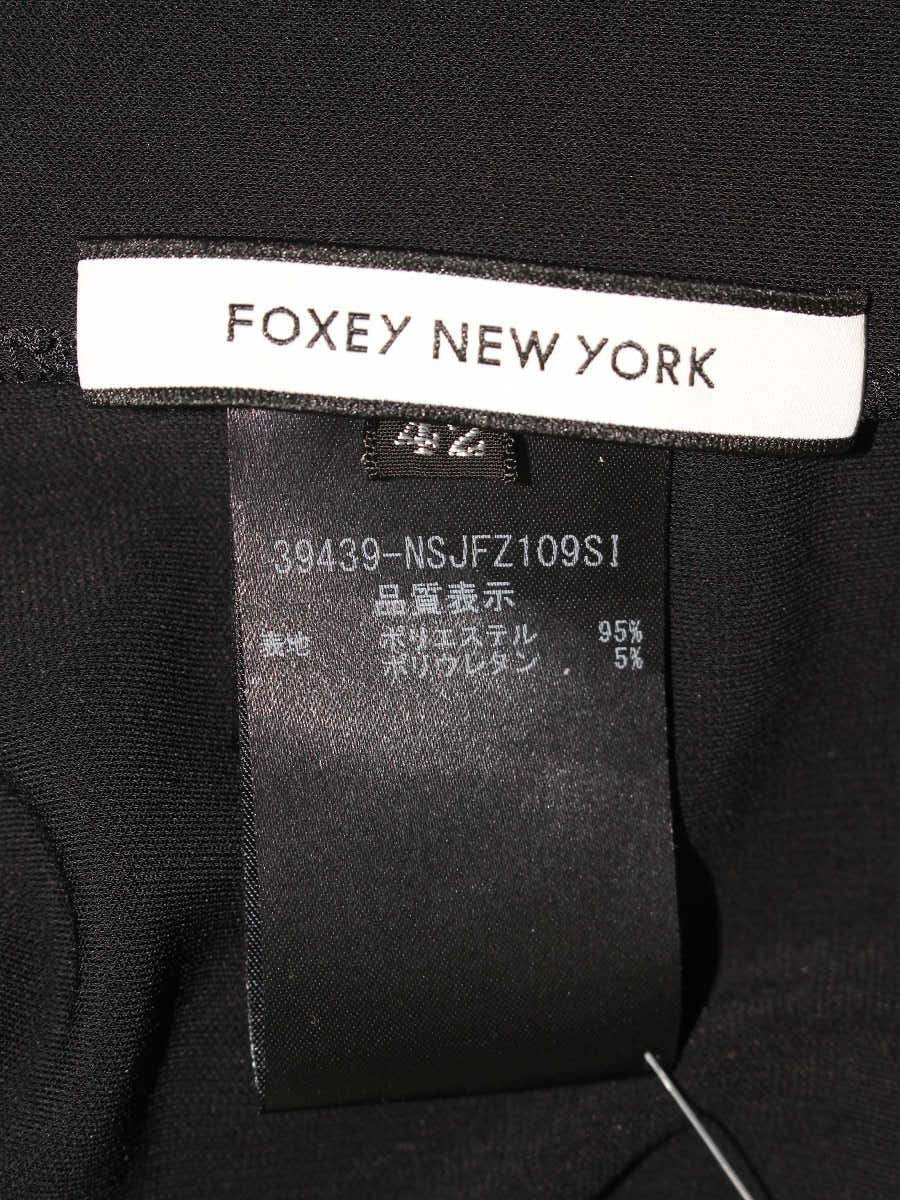 FOXEY NEW YORK
42
39439-NSJFZ109SI
品質表示
表地 ポリエステル 95%
ポリウレタン 5%